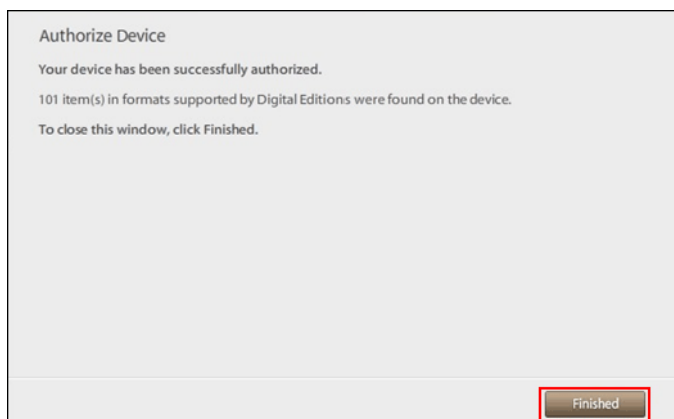 Authorize Device
Your device has been successfully authorized.
101 item(s) in formats supported by Digital Editions were found on the device.
To close this window, click Finished.
Finished